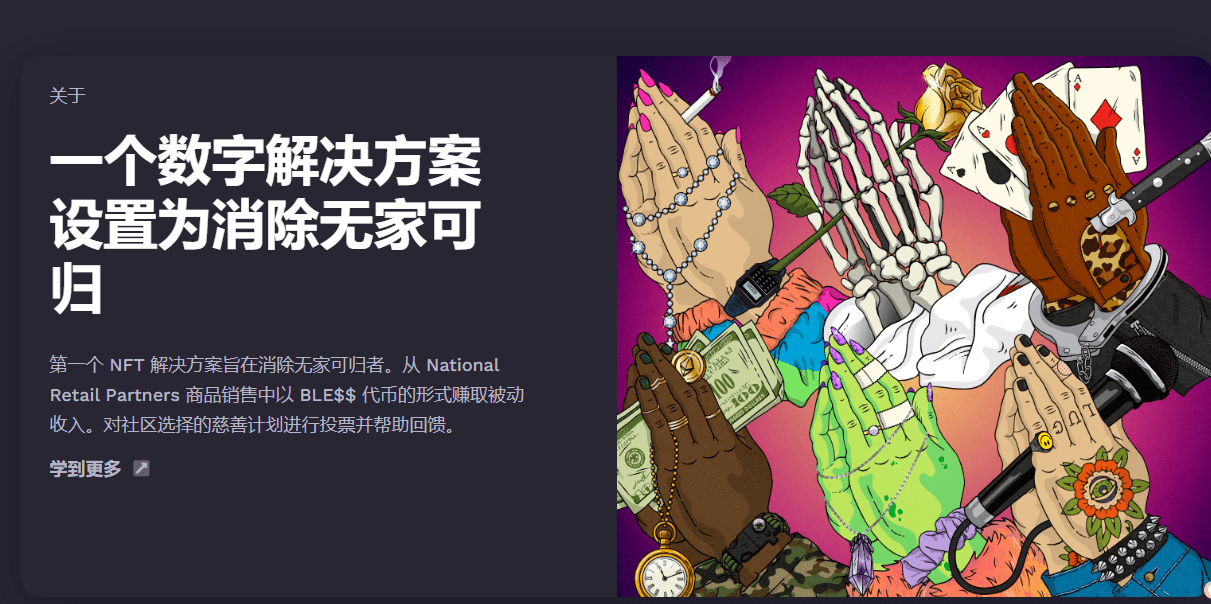 关于
一个数字解决方案
设置为消除无家可
归
第一个 NFT 解决方案旨在消除无家可归者。从 National
Retail Partners 商品销售中以 BLE$$ 代币的形式赚取被动
收入。对社区选择的慈善计划进行投票并帮助回馈。
学到更多
A
A
A
A
100
LUC